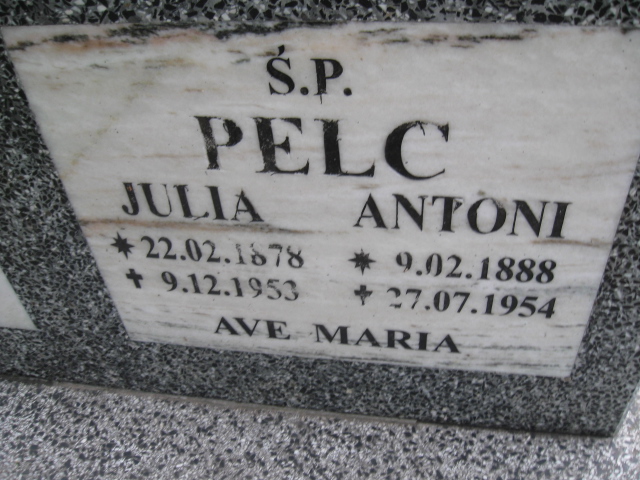 Ś.P.
PELC
JULIA ANTONI
* 22.02.1878 * 9.02.1888
✝ 9.12.1953 ✝ 27.07.1954
AVE MARIA